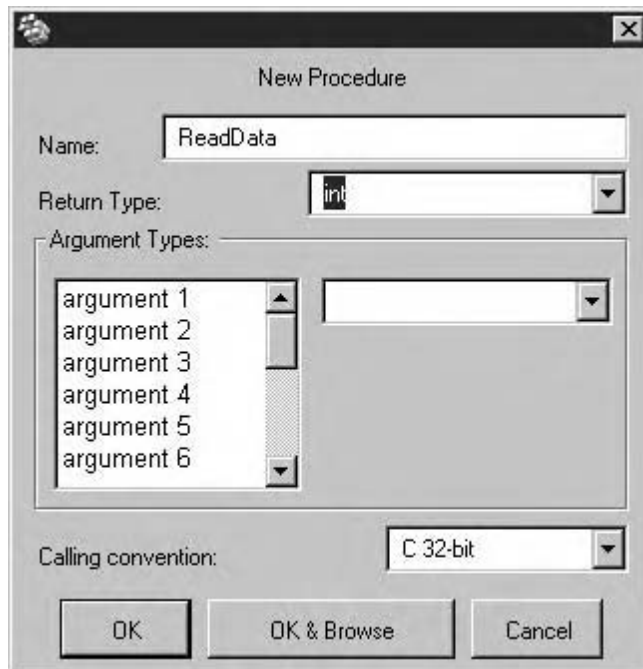 New Procedure
Name: ReadData
Return Type: int
Argument Types:
argument 1
argument 2
argument 3
argument 4
argument 5
argument 6
Calling convention: C 32-bit
OK OK & Browse Cancel